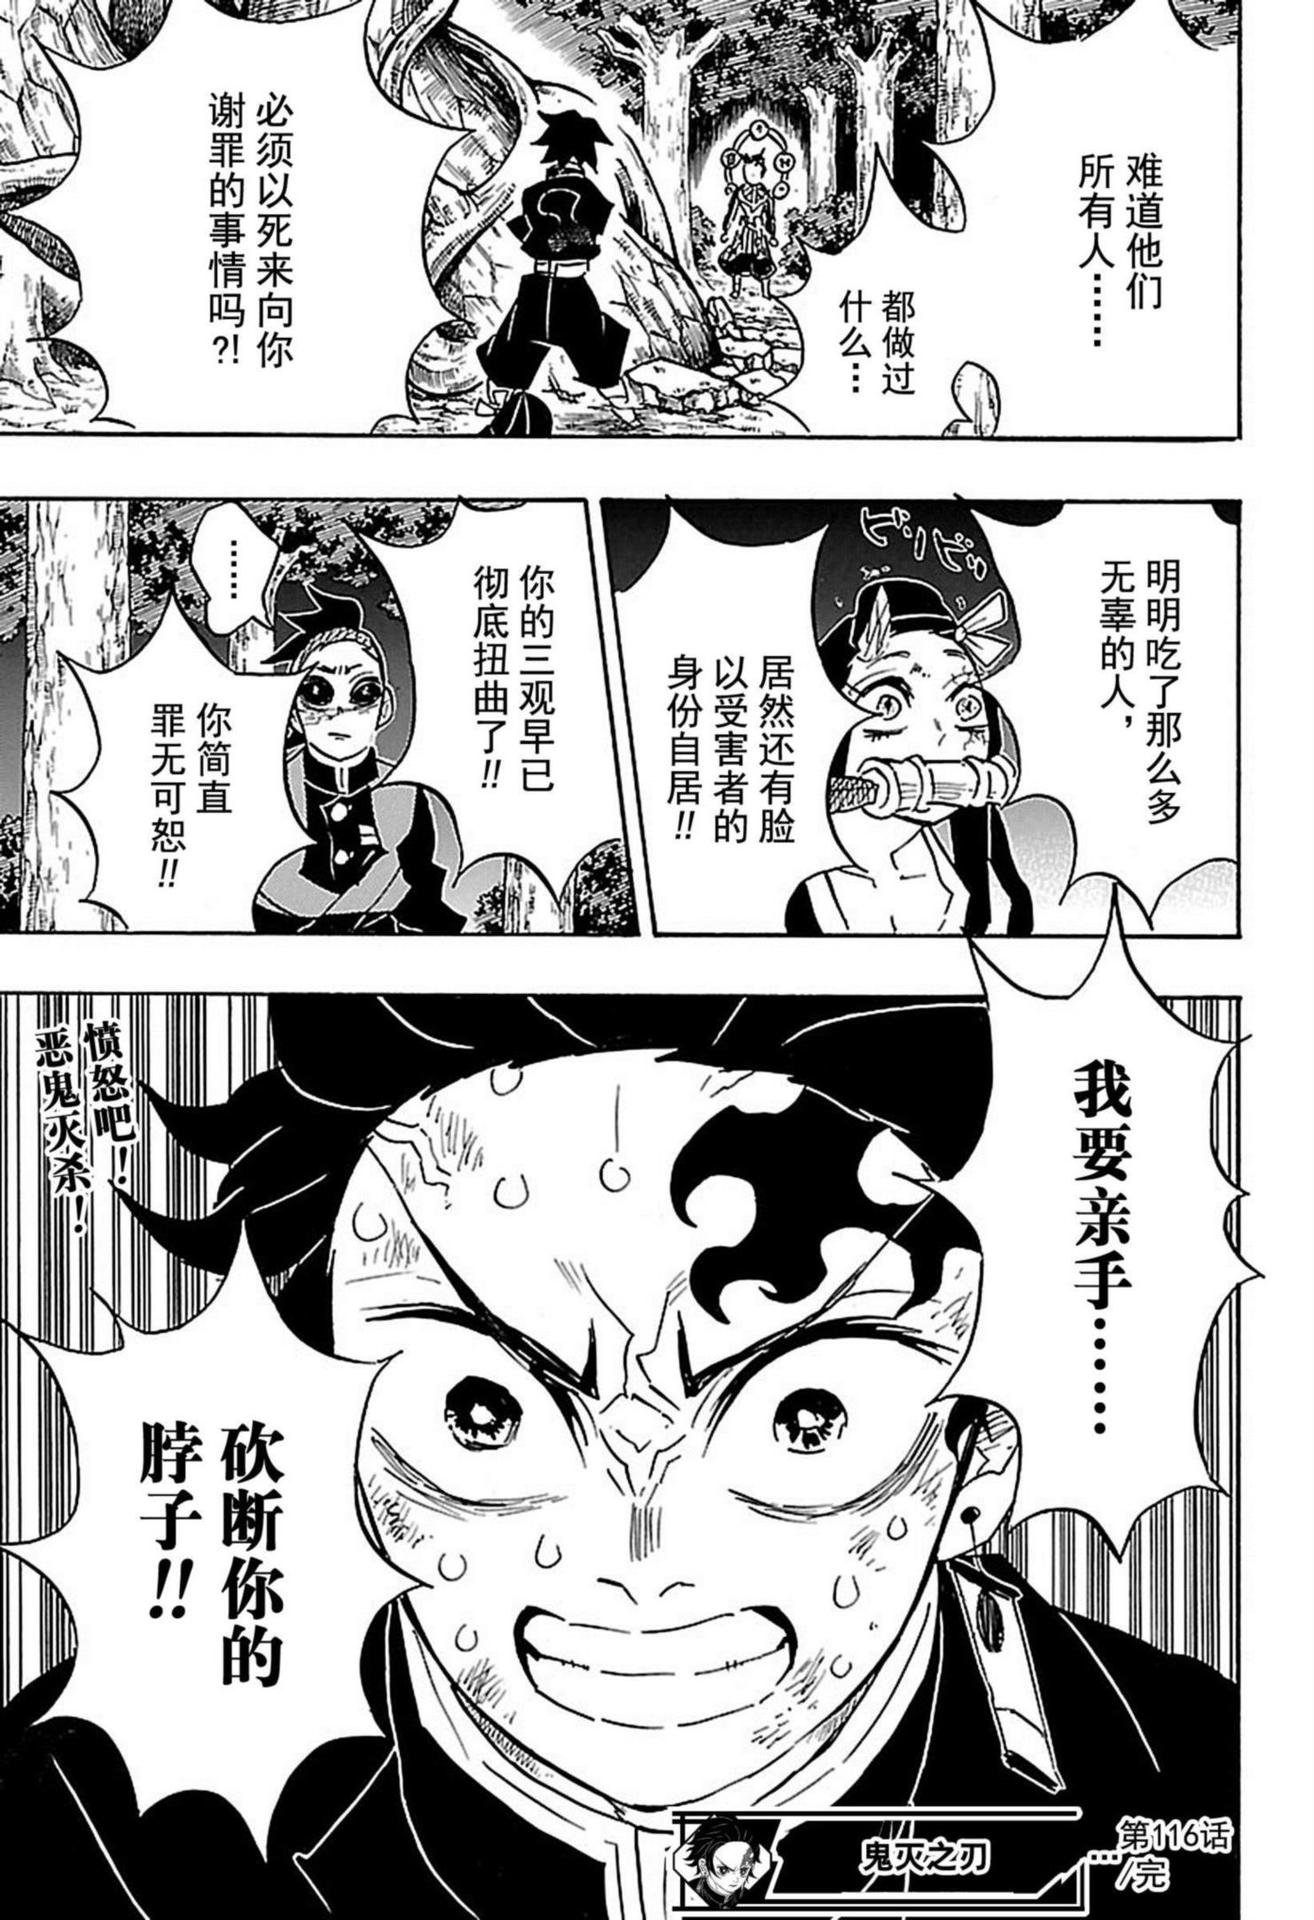 难道他们
所有人……
都做过
什么…
必须以死来向你
谢罪的事情吗?!
ビビビッ
明明吃了那么多
无辜的人,
居然还有脸
以受害者的
身份自居!!
你的三观早已
彻底扭曲了!!
……
你简直
罪无可恕!!
我要亲手……
砍断你的
脖子!!
愤怒吧!
恶鬼灭杀!
鬼灭之刃
…第116话
/完